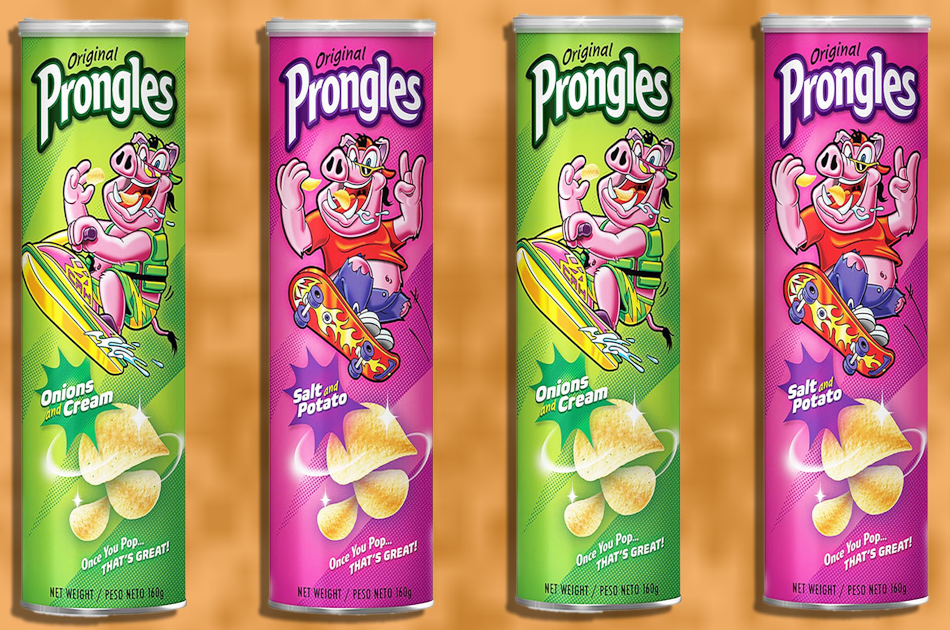 Original
Prongles
Onions
and Cream
Once You Pop...
THAT'S GREAT!
NET WEIGHT / PESO NETO 160g
Original
Prongles
Salt and
Potato
Once You Pop...
THAT'S GREAT!
NET WEIGHT / PESO NETO 160g
Original
Prongles
Onions
and Cream
Once You Pop...
THAT'S GREAT!
NET WEIGHT / PESO NETO 160g
Original
Prongles
Salt and
Potato
Once You Pop...
THAT'S GREAT!
NET WEIGHT / PESO NETO 160g